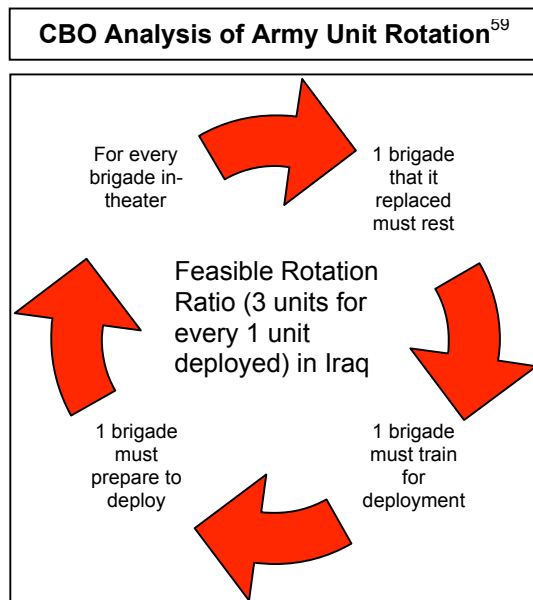 CBO Analysis of Army Unit Rotation59
For every
brigade in-
theater
1 brigade
that it
replaced
must rest
Feasible Rotation
Ratio (3 units for
every 1 unit
deployed) in Iraq
1 brigade
must train
for
deployment
1 brigade
must
prepare to
deploy